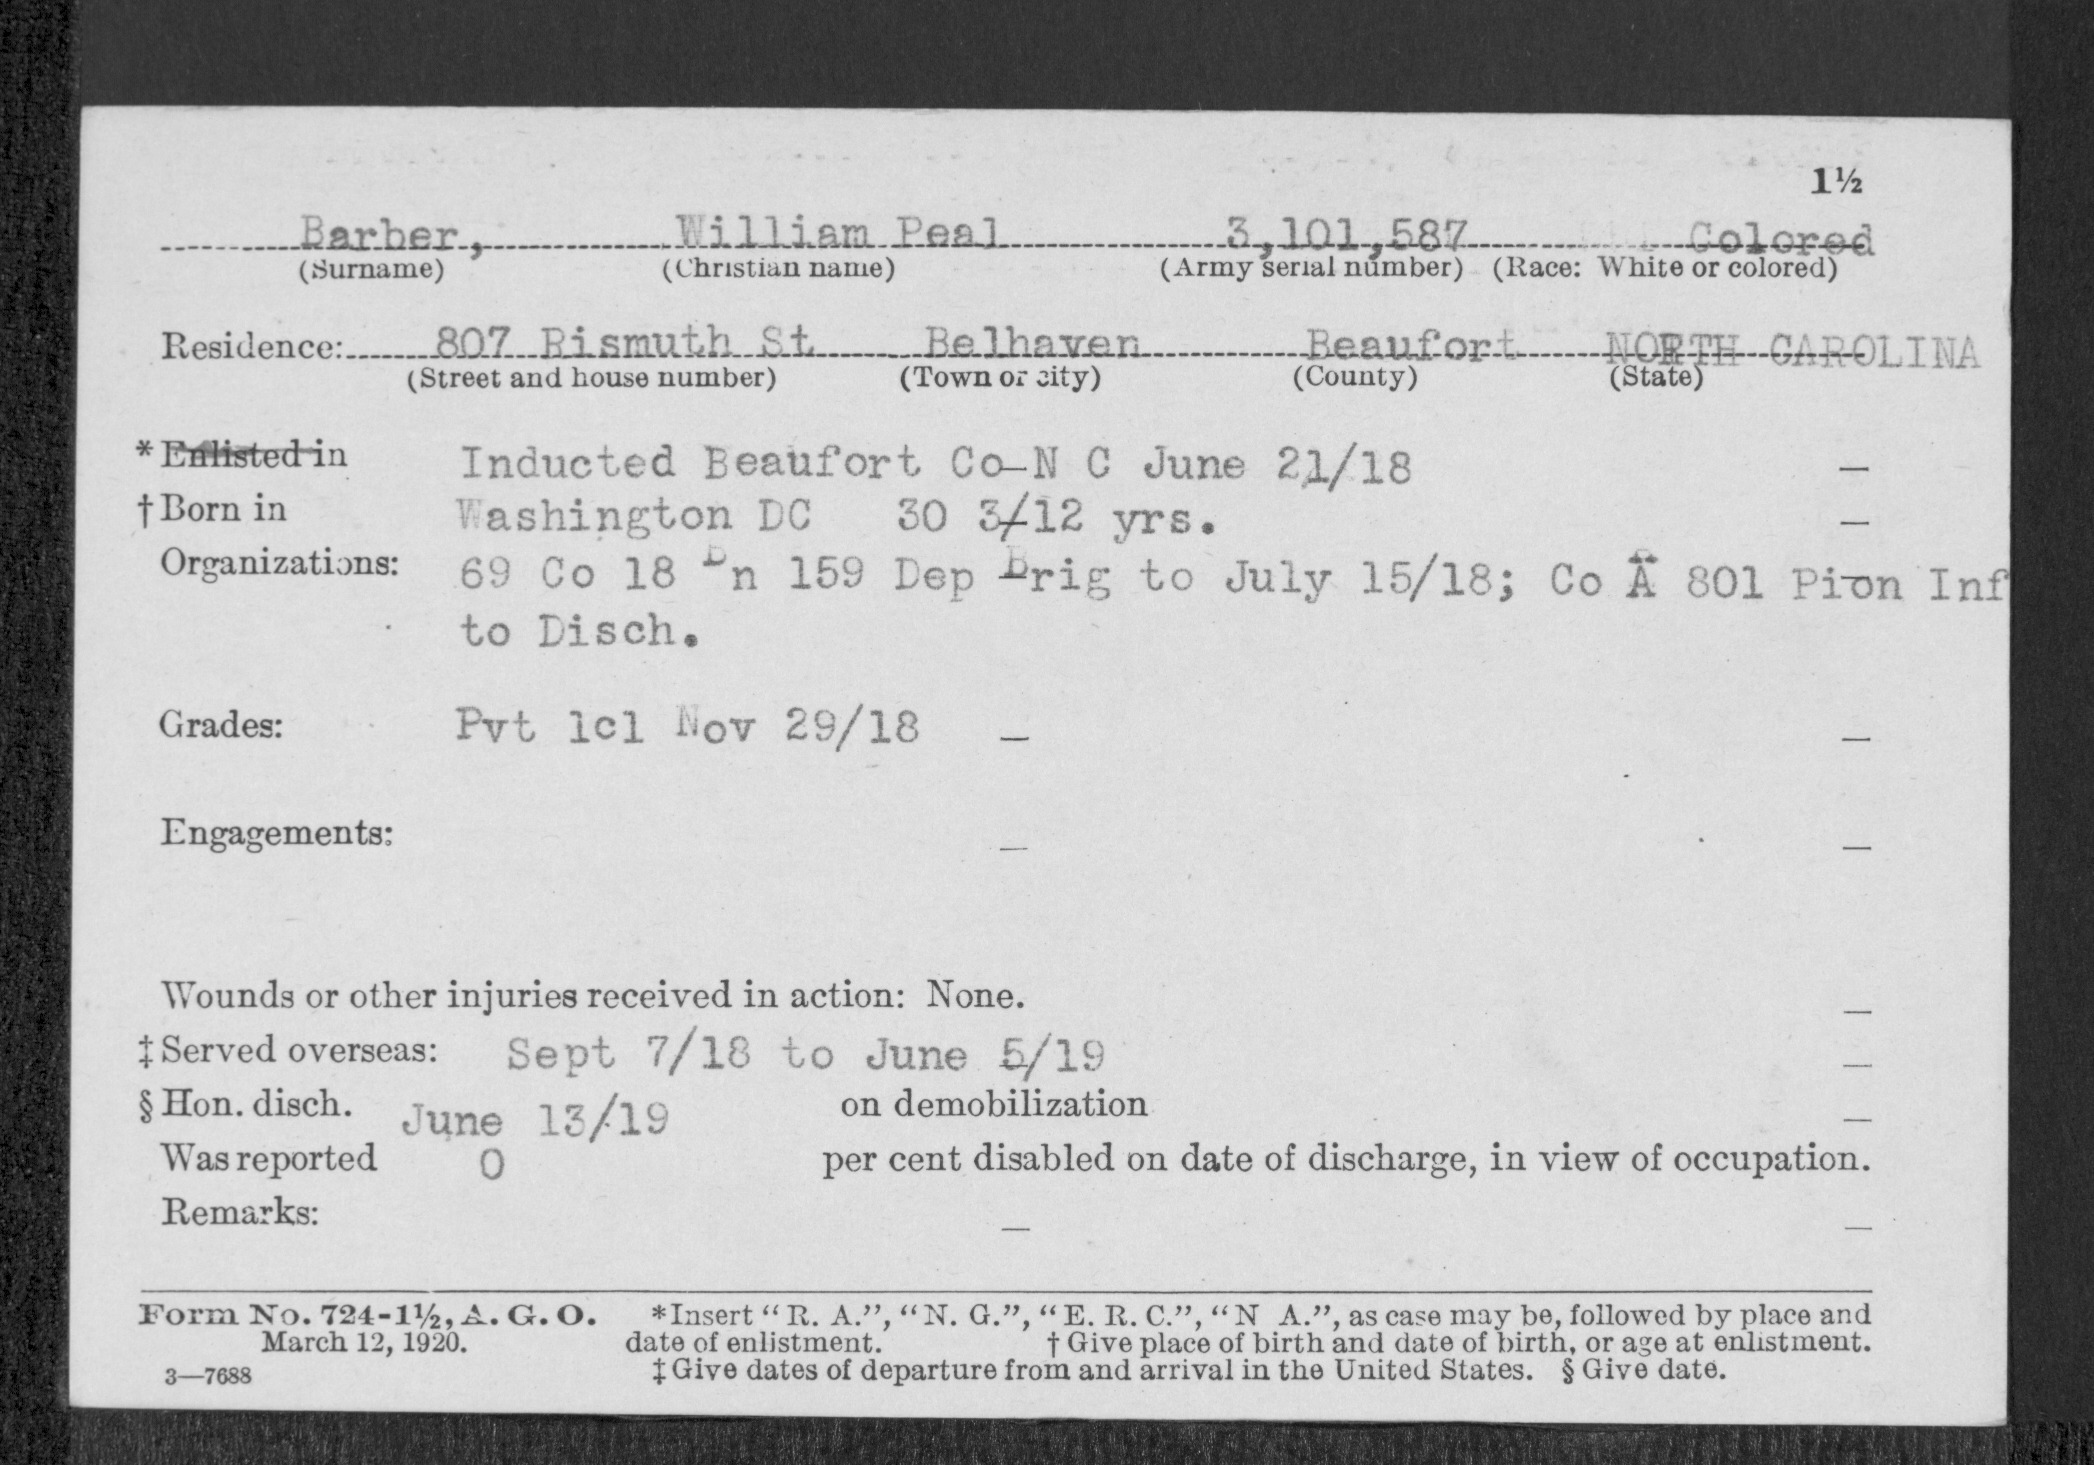 1½
Barber, William Peal 3,101,587 Colored
(Surname) (Christian name) (Army serial number) (Race: White or colored)
Residence: 807 Bismuth St Belhaven Beaufort NORTH CAROLINA
(Street and house number) (Town or city) (County) (State)
*Enlisted in Inducted Beaufort Co N C June 21/18 –
†Born in Washington DC 30 3/12 yrs. –
Organizations: 69 Co 18 Bn 159 Dep Brig to July 15/18; Co A 801 Pion Inf
to Disch.
Grades: Pvt 1cl Nov 29/18 – –
Engagements: – –
Wounds or other injuries received in action: None. –
‡Served overseas: Sept 7/18 to June 5/19 –
§Hon. disch. June 13/19 on demobilization –
Was reported 0 per cent disabled on date of discharge, in view of occupation.
Remarks: – –
Form No. 724-1½, A. G. O. *Insert "R. A.", "N. G.", "E. R. C.", "N A.", as case may be, followed by place and
March 12, 1920. date of enlistment. †Give place of birth and date of birth, or age at enlistment.
3—7688 ‡Give dates of departure from and arrival in the United States. §Give date.